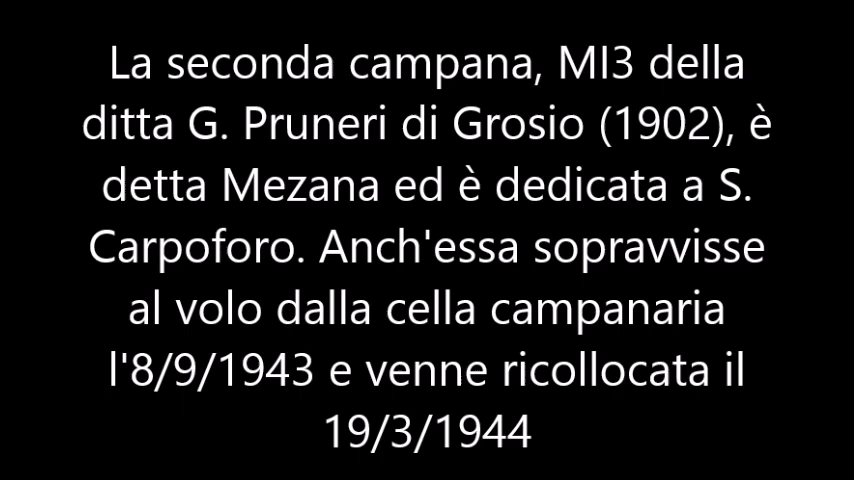 La seconda campana, MI3 della
ditta G. Pruneri di Grosio (1902), è
detta Mezana ed è dedicata a S.
Carpoforo. Anch'essa sopravvisse
al volo dalla cella campanaria
l'8/9/1943 e venne ricollocata il
19/3/1944